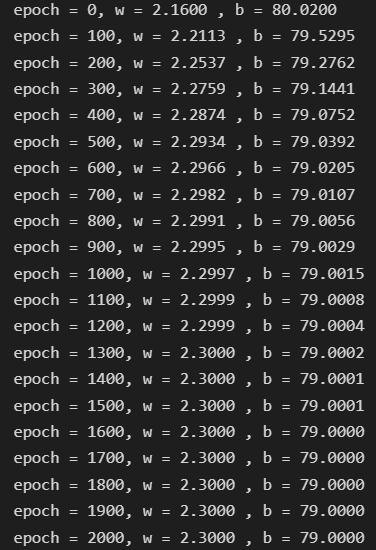 epoch = 0, w = 2.1600 , b = 80.0200
epoch = 100, w = 2.2113 , b = 79.5295
epoch = 200, w = 2.2537 , b = 79.2762
epoch = 300, w = 2.2759 , b = 79.1441
epoch = 400, w = 2.2874 , b = 79.0752
epoch = 500, w = 2.2934 , b = 79.0392
epoch = 600, w = 2.2966 , b = 79.0205
epoch = 700, w = 2.2982 , b = 79.0107
epoch = 800, w = 2.2991 , b = 79.0056
epoch = 900, w = 2.2995 , b = 79.0029
epoch = 1000, w = 2.2997 , b = 79.0015
epoch = 1100, w = 2.2999 , b = 79.0008
epoch = 1200, w = 2.2999 , b = 79.0004
epoch = 1300, w = 2.3000 , b = 79.0002
epoch = 1400, w = 2.3000 , b = 79.0001
epoch = 1500, w = 2.3000 , b = 79.0001
epoch = 1600, w = 2.3000 , b = 79.0000
epoch = 1700, w = 2.3000 , b = 79.0000
epoch = 1800, w = 2.3000 , b = 79.0000
epoch = 1900, w = 2.3000 , b = 79.0000
epoch = 2000, w = 2.3000 , b = 79.0000